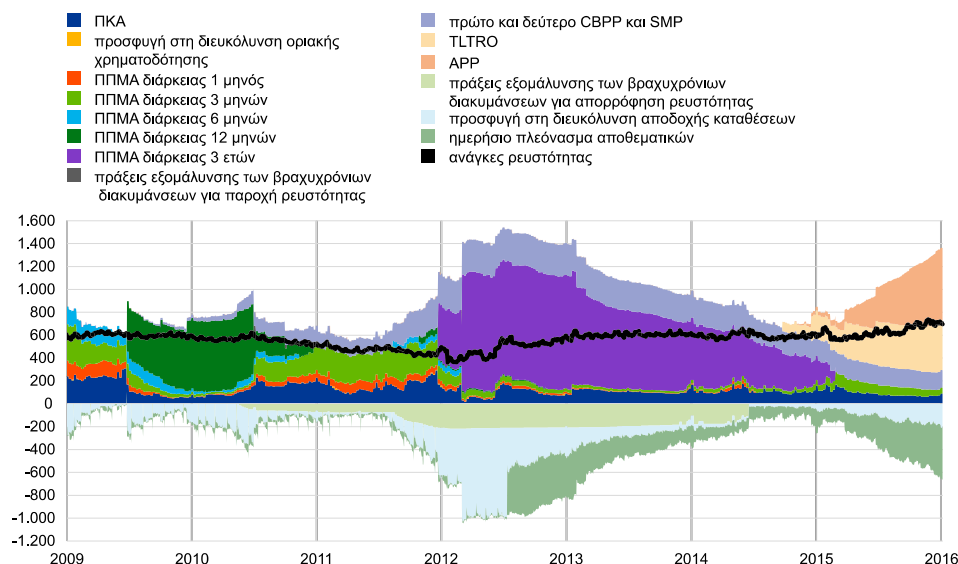 ΠΚΑ
προσφυγή στη διευκόλυνση οριακής
χρηματοδότησης
ΠΠΜΑ διάρκειας 1 μηνός
ΠΠΜΑ διάρκειας 3 μηνών
ΠΠΜΑ διάρκειας 6 μηνών
ΠΠΜΑ διάρκειας 12 μηνών
ΠΠΜΑ διάρκειας 3 ετών
πράξεις εξομάλυνσης των βραχυχρόνιων
διακυμάνσεων για παροχή ρευστότητας
πρώτο και δεύτερο CBPP και SMP
TLTRO
APP
πράξεις εξομάλυνσης των βραχυχρόνιων
διακυμάνσεων για απορρόφηση ρευστότητας
προσφυγή στη διευκόλυνση αποδοχής καταθέσεων
ημερήσιο πλεόνασμα αποθεματικών
ανάγκες ρευστότητας
1.600
1.400
1.200
1.000
800
600
400
200
0
-200
-400
-600
-800
-1.000
-1.200
2009 2010 2011 2012 2013 2014 2015 2016